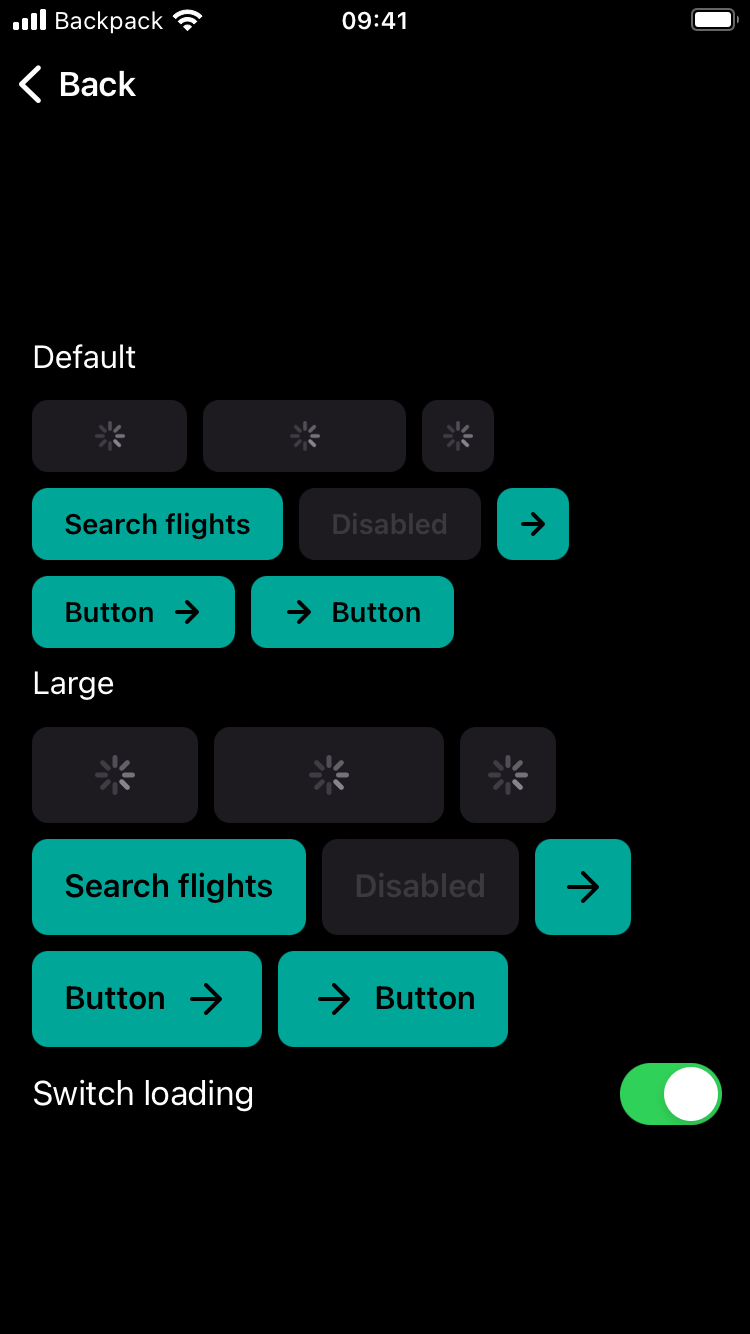 Backpack 09:41
Back
Default
Search flights Disabled
Button Button
Large
Search flights Disabled
Button Button
Switch loading